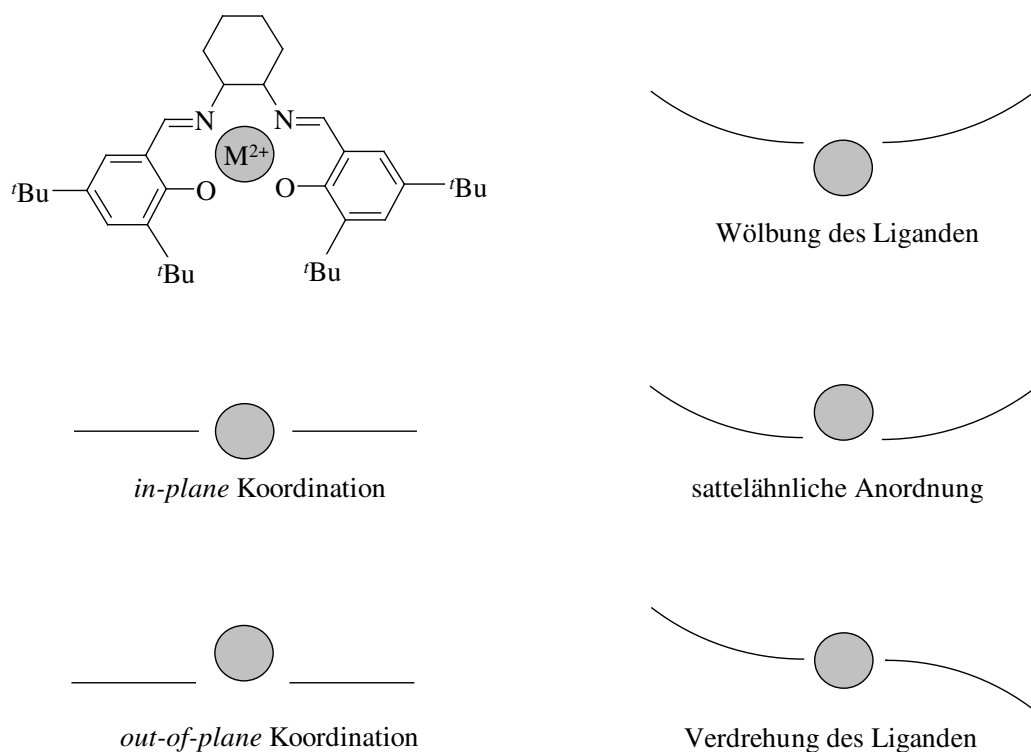 N N
M2+
O O
tBu tBu
tBu tBu
Wölbung des Liganden
in-plane Koordination
sattelähnliche Anordnung
out-of-plane Koordination
Verdrehung des Liganden